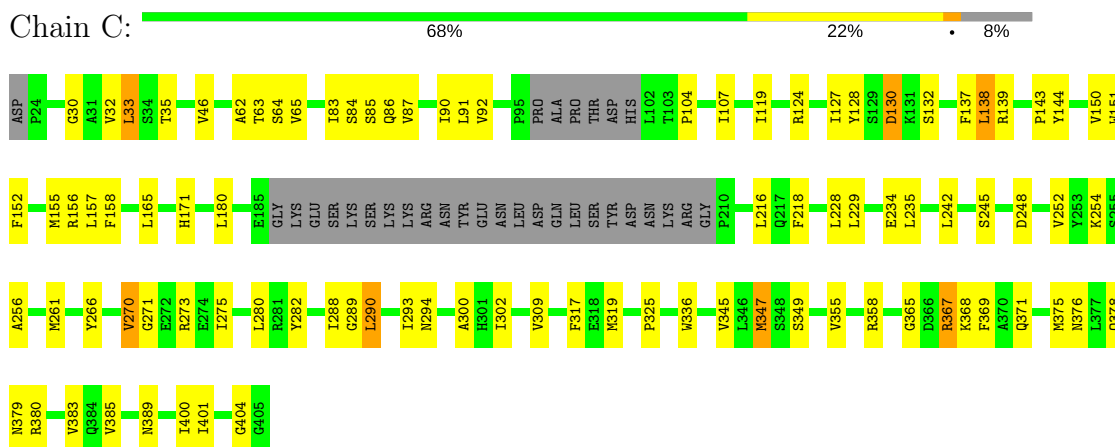 Chain C:
68% 22% • 8%
ASP P24 G30 A31 V32 L33 S34 T35 V46 A62 T63 S64 V65 I83 S84 S85 Q86 V87 I90 L91 V92 P95 PRO ALA PRO THR ASP HIS L102 T103 P104 I107 I119 R124 I127 Y128 S129 D130 K131 S132 F137 L138 R139 P143 Y144 V150 W151
F152 M155 R156 L157 F158 L165 H171 L180 E185 GLY LYS GLU SER LYS SER LYS LYS ARG ASN TYR GLU ASN LEU ASP GLN LEU SER TYR ASP ASN LYS ARG GLY P210 L216 Q217 F218 L228 L229 E234 L235 L242 S245 D248 V252 Y253 K254 S255
A256 M261 Y266 V270 G271 E272 R273 E274 I275 L280 R281 Y282 I288 G289 L290 I293 N294 A300 H301 I302 V309 F317 E318 M319 P325 W336 V345 L346 M347 S348 S349 V355 R358 G365 D366 R367 K368 F369 A370 Q371 M375 N376 L377
N379 R380 V383 Q384 V385 N389 I400 I401 G404 G405